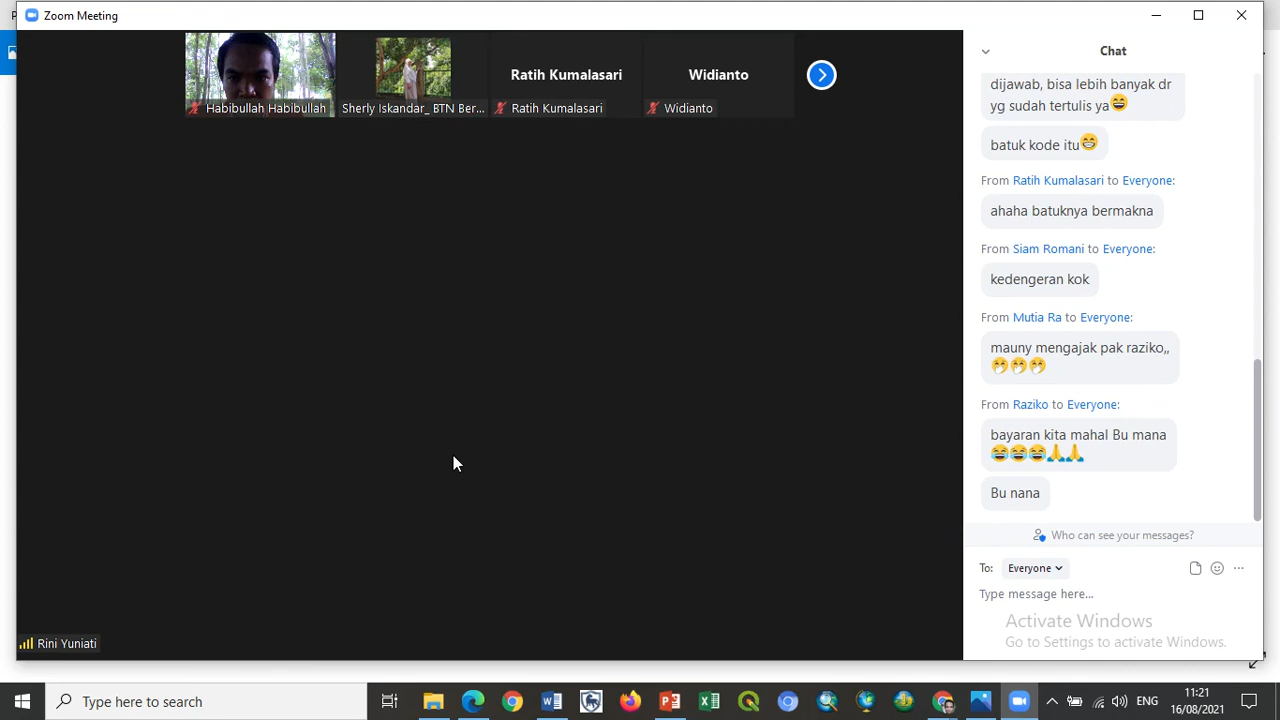 Zoom Meeting
Habibullah Habibullah
Sherly Iskandar_ BTN Ber...
Ratih Kumalasari
Ratih Kumalasari
Widianto
Widianto
Rini Yuniati
Chat
dijawab, bisa lebih banyak dr
yg sudah tertulis ya😄
batuk kode itu😁
From Ratih Kumalasari to Everyone:
ahaha batuknya bermakna
From Siam Romani to Everyone:
kedengeran kok
From Mutia Ra to Everyone:
mauny mengajak pak raziko,,
🤭🤭🤭
From Raziko to Everyone:
bayaran kita mahal Bu mana
😂😂😂🙏🙏
Bu nana
Who can see your messages?
To: Everyone
Type message here...
Activate Windows
Go to Settings to activate Windows.
Type here to search
ENG
11:21
16/08/2021